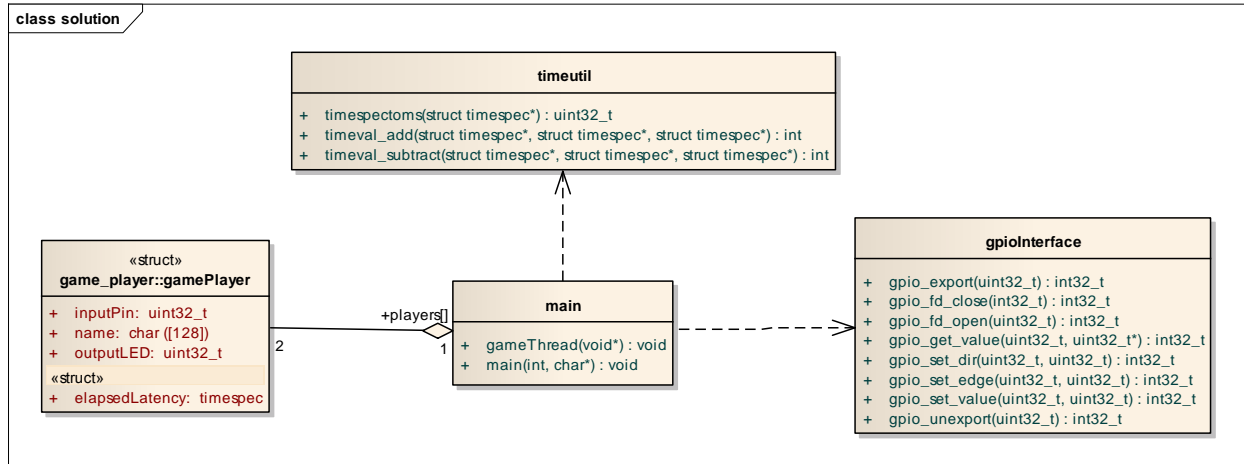 class solution
timeutil
+ timespectoms(struct timespec*) : uint32_t
+ timeval_add(struct timespec*, struct timespec*, struct timespec*) : int
+ timeval_subtract(struct timespec*, struct timespec*, struct timespec*) : int
«struct»
game_player::gamePlayer
+ inputPin: uint32_t
+ name: char ([128])
+ outputLED: uint32_t
«struct»
+ elapsedLatency: timespec
2
+players[]
1
main
+ gameThread(void*) : void
+ main(int, char*) : void
gpioInterface
+ gpio_export(uint32_t) : int32_t
+ gpio_fd_close(int32_t) : int32_t
+ gpio_fd_open(uint32_t) : int32_t
+ gpio_get_value(uint32_t, uint32_t*) : int32_t
+ gpio_set_dir(uint32_t, uint32_t) : int32_t
+ gpio_set_edge(uint32_t, uint32_t) : int32_t
+ gpio_set_value(uint32_t, uint32_t) : int32_t
+ gpio_unexport(uint32_t) : int32_t